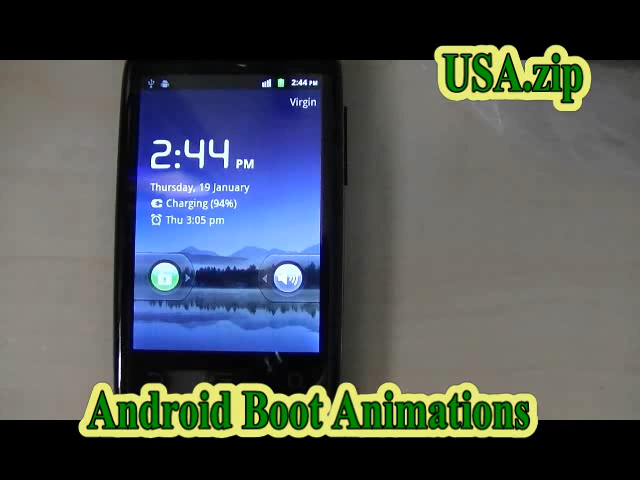 USA.zip
2:44 PM
Virgin
2:44 PM
Thursday, 19 January
Charging (94%)
Thu 3:05 pm
Android Boot Animations